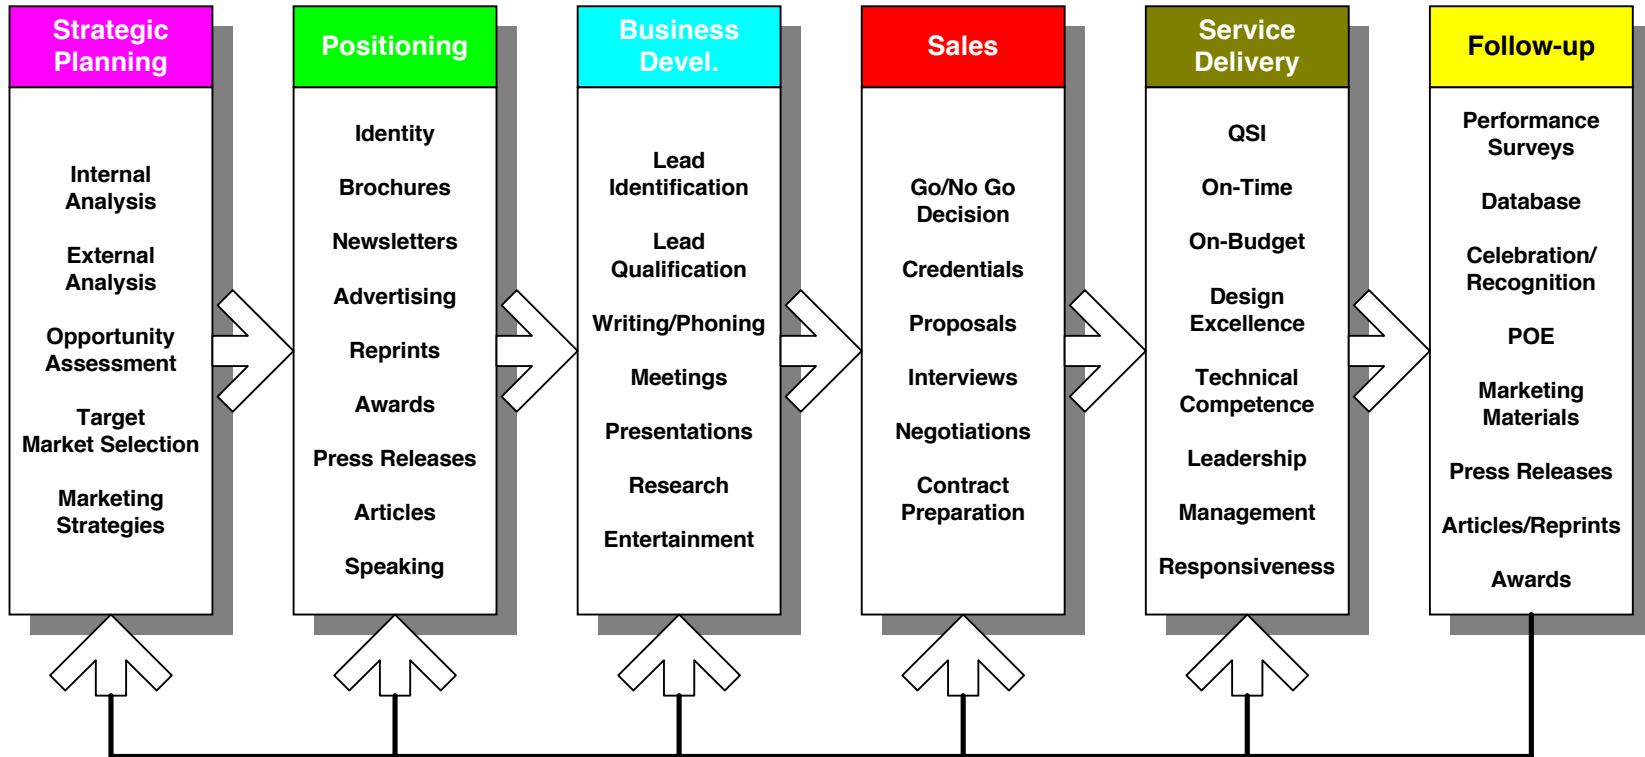 Strategic
Planning
Internal
Analysis
External
Analysis
Opportunity
Assessment
Target
Market Selection
Marketing
Strategies
Positioning
Identity
Brochures
Newsletters
Advertising
Reprints
Awards
Press Releases
Articles
Speaking
Business
Devel.
Lead
Identification
Lead
Qualification
Writing/Phoning
Meetings
Presentations
Research
Entertainment
Sales
Go/No Go
Decision
Credentials
Proposals
Interviews
Negotiations
Contract
Preparation
Service
Delivery
QSI
On-Time
On-Budget
Design
Excellence
Technical
Competence
Leadership
Management
Responsiveness
Follow-up
Performance
Surveys
Database
Celebration/
Recognition
POE
Marketing
Materials
Press Releases
Articles/Reprints
Awards